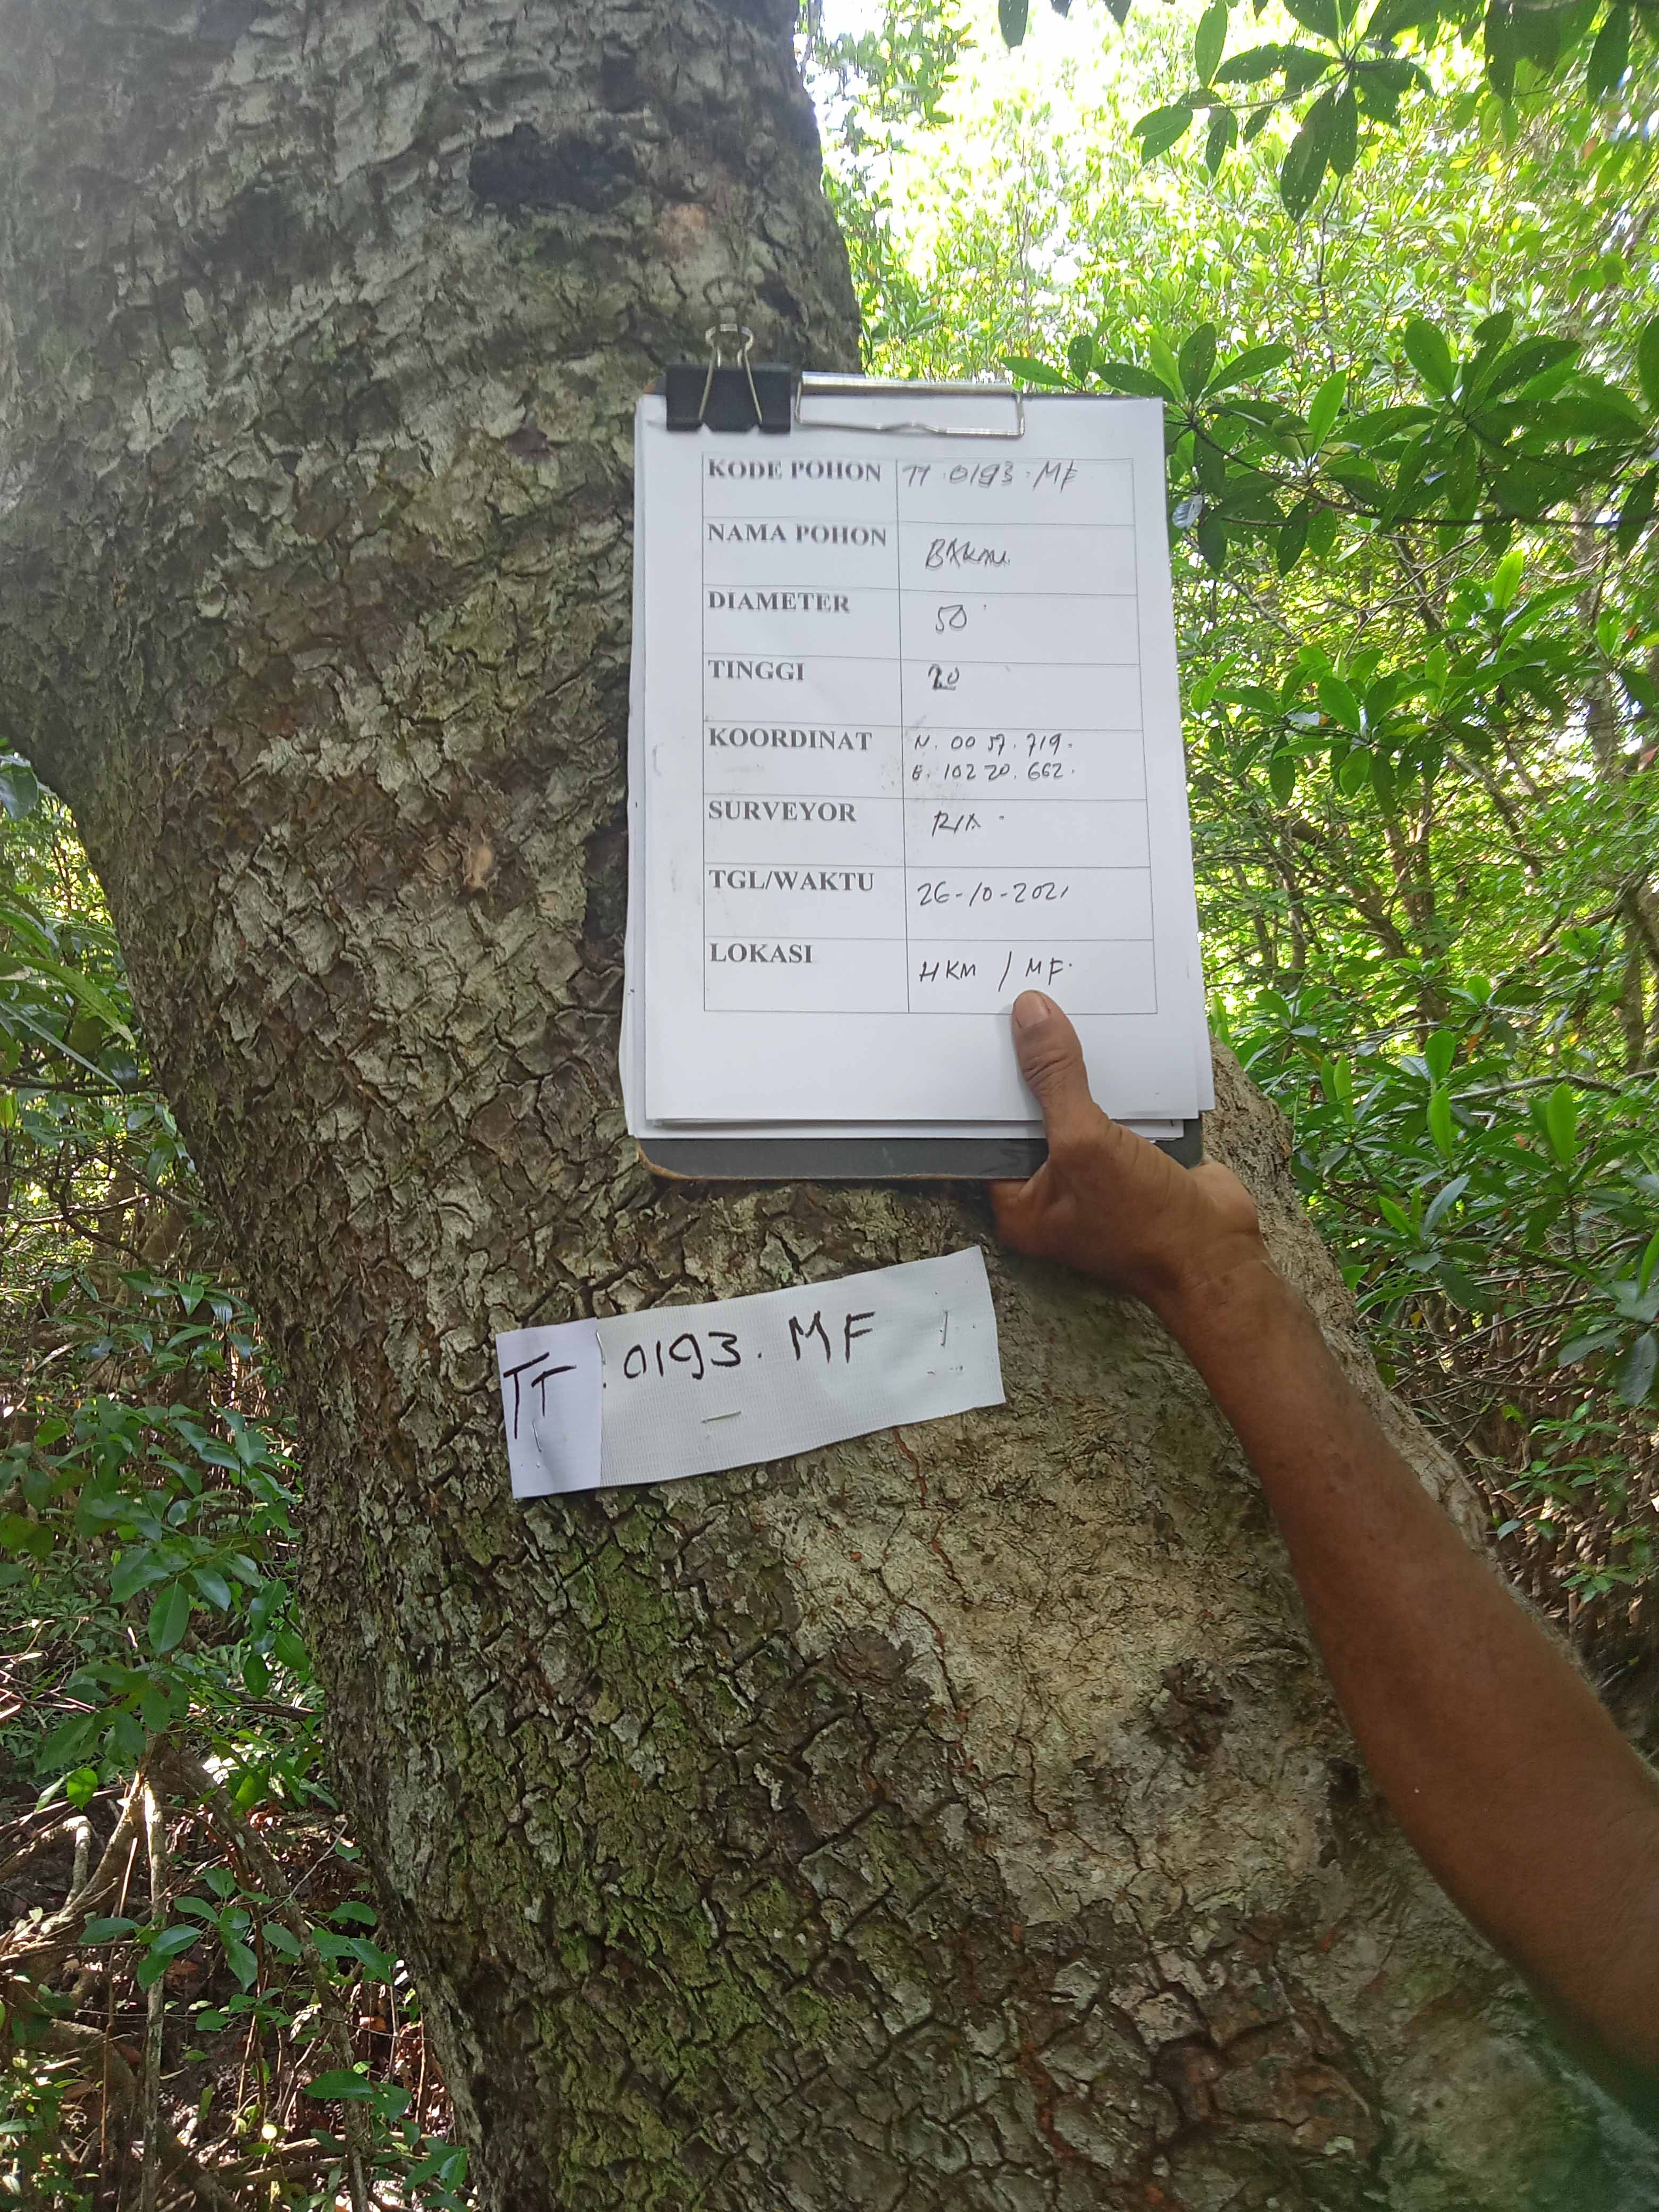 KODE POHON TT.0193.MF
NAMA POHON BAKAU.
DIAMETER 50
TINGGI 20
KOORDINAT N. 00 57. 719.
E. 102 20. 662.
SURVEYOR RIA
TGL/WAKTU 26-10-2021
LOKASI HKM / MF.
TT.0193.MF